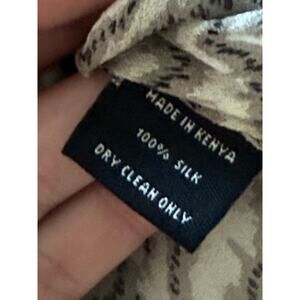 MADE IN KENYA
100% SILK
DRY CLEAN ONLY